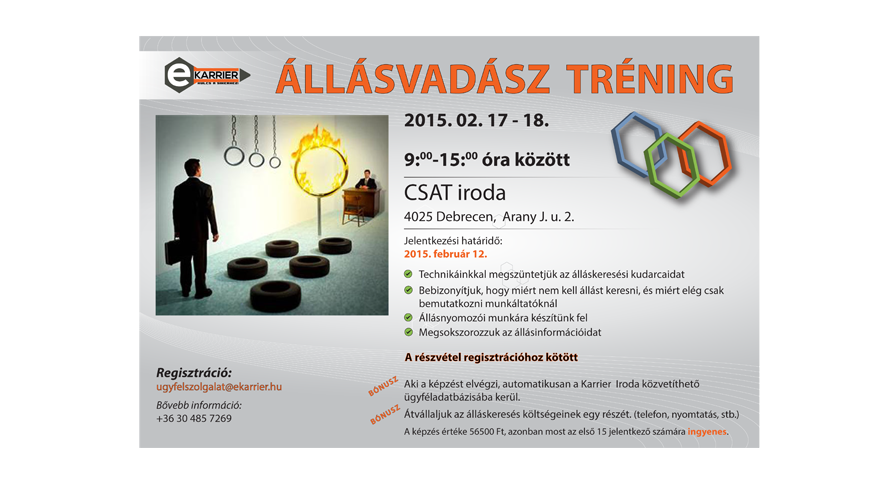 e KARRIER
ÁLLÁSVADÁSZ TRÉNING
2015. 02. 17 - 18.
9:00-15:00 óra között
CSAT iroda
4025 Debrecen, Arany J. u. 2.
Jelentkezési határidő:
2015. február 12.
Technikáinkkal megszüntetjük az álláskeresési kudarcaidat
Bebizonyítjuk, hogy miért nem kell állást keresni, és miért elég csak
bemutatkozni munkáltatóknál
Állásnyomozói munkára készítünk fel
Megsokszorozzuk az állásinformációidat
A részvétel regisztrációhoz kötött
Regisztráció:
ugyfelszolgalat@ekarrier.hu
Bővebb információ:
+36 30 485 7269
BÓNUSZ
Aki a képzést elvégzi, automatikusan a Karrier Iroda közvetíthető
ügyféladatbázisába kerül.
BÓNUSZ
Átvállaljuk az álláskeresés költségeinek egy részét. (telefon, nyomtatás, stb.)
A képzés értéke 56500 Ft, azonban most az első 15 jelentkező számára ingyenes.